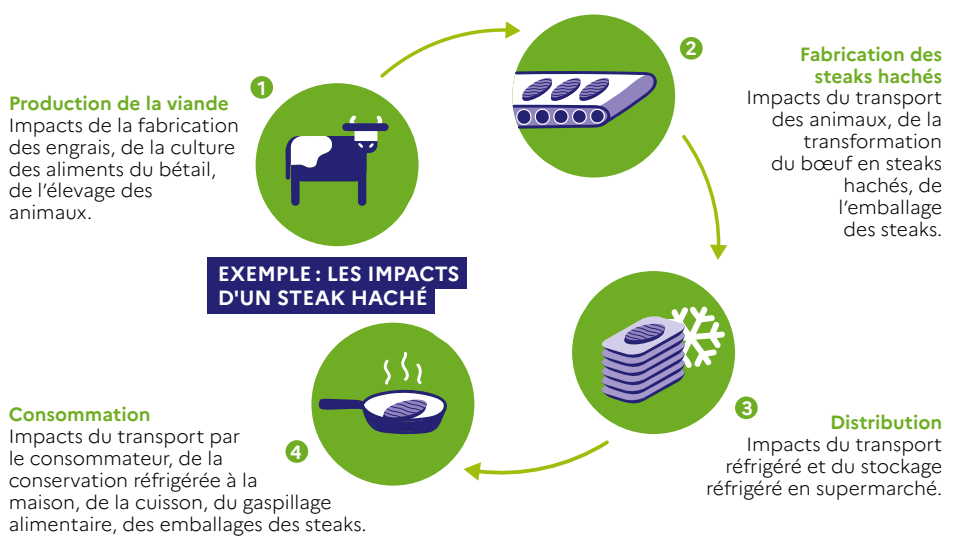 1
Production de la viande
Impacts de la fabrication
des engrais, de la culture
des aliments du bétail,
de l'élevage des
animaux.
2
Fabrication des
steaks hachés
Impacts du transport
des animaux, de la
transformation
du bœuf en steaks
hachés, de
l'emballage
des steaks.
EXEMPLE : LES IMPACTS
D'UN STEAK HACHÉ
3
Distribution
Impacts du transport
réfrigéré et du stockage
réfrigéré en supermarché.
4
Consommation
Impacts du transport par
le consommateur, de la
conservation réfrigérée à la
maison, de la cuisson, du gaspillage
alimentaire, des emballages des steaks.